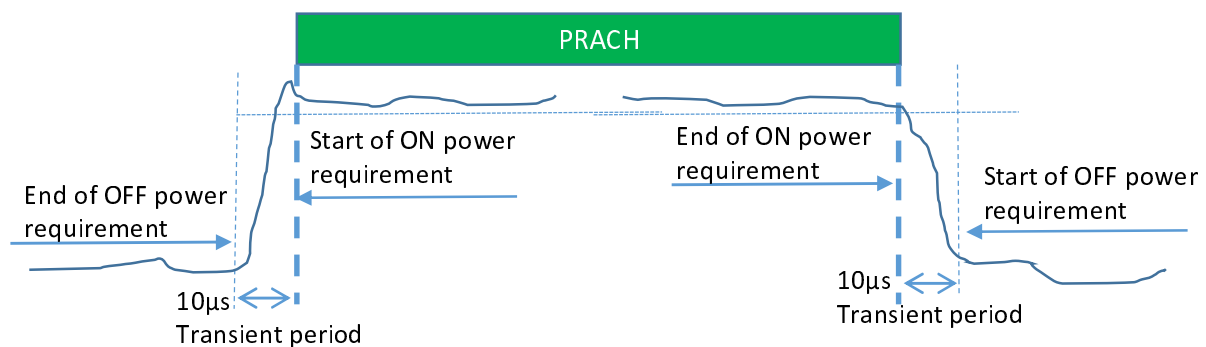 PRACH
Start of ON power
requirement
End of ON power
requirement
End of OFF power
requirement
Start of OFF power
requirement
10µs
Transient period
10µs
Transient period